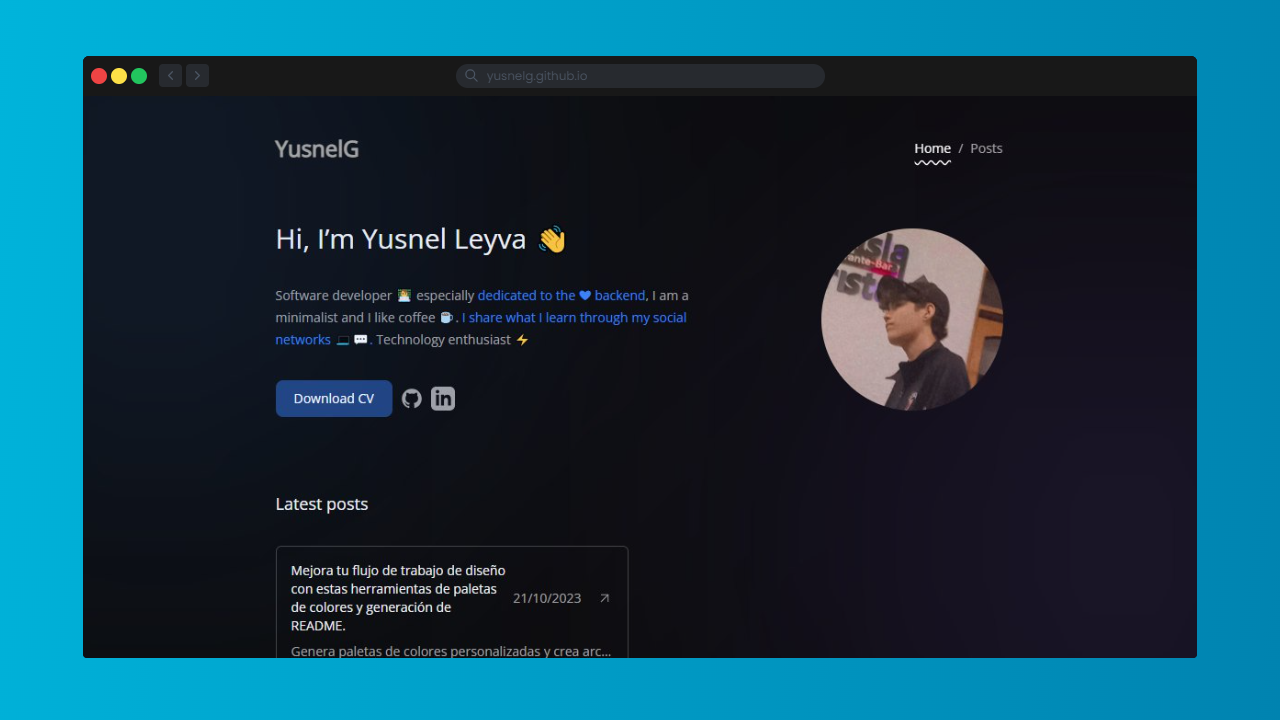 yusnelg.github.io
YusnelG
Home / Posts
Hi, I’m Yusnel Leyva 👋
Software developer 👨‍💻 especially dedicated to the 💙 backend, I am a
minimalist and I like coffee ☕. I share what I learn through my social
networks 💻 💬. Technology enthusiast ⚡
Download CV
in
Latest posts
Mejora tu flujo de trabajo de diseño
con estas herramientas de paletas
de colores y generación de
README.
21/10/2023
Genera paletas de colores personalizadas y crea arc...